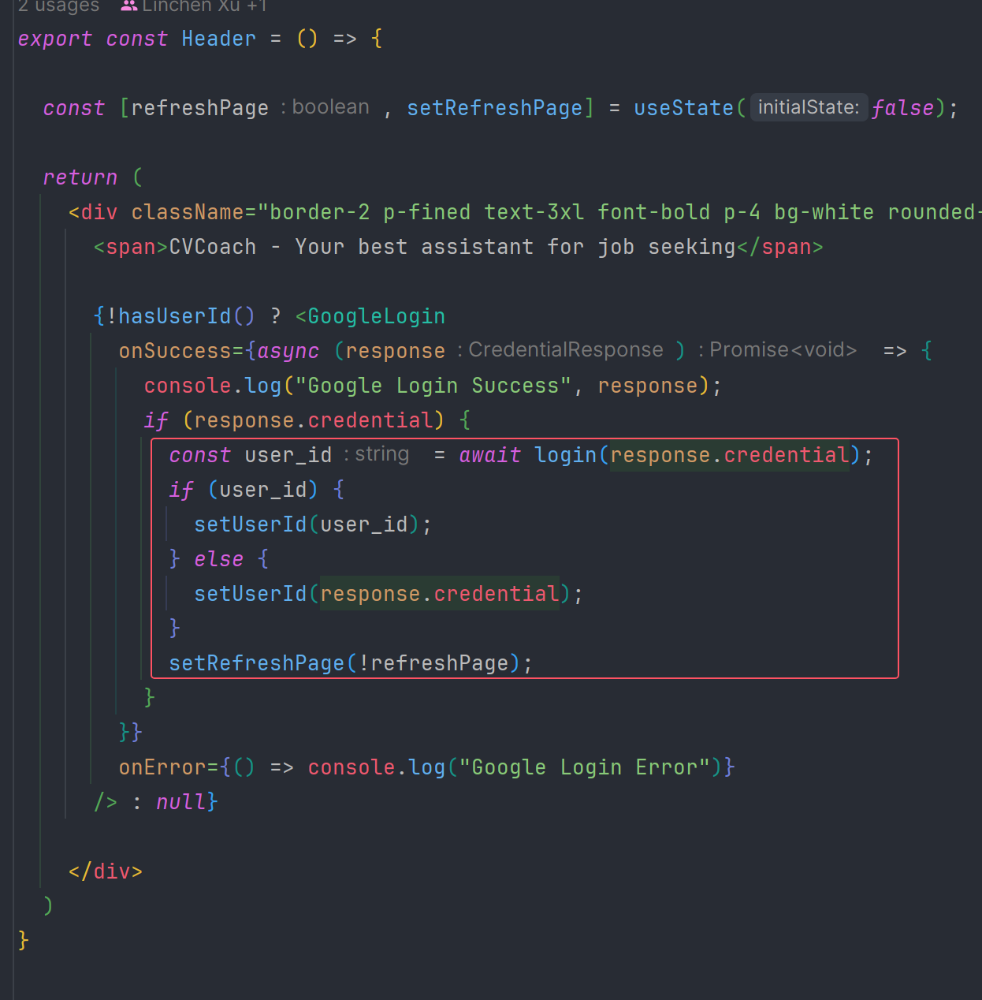 2 usages Linchen Xu +1
export const Header = () => {
const [refreshPage : boolean , setRefreshPage] = useState( initialState: false);
return (
<div className="border-2 p-fined text-3xl font-bold p-4 bg-white rounded-
<span>CVCoach - Your best assistant for job seeking</span>
{!hasUserId() ? <GoogleLogin
onSuccess={async (response : CredentialResponse ) : Promise<void> => {
console.log("Google Login Success", response);
if (response.credential) {
const user_id : string = await login(response.credential);
if (user_id) {
setUserId(user_id);
} else {
setUserId(response.credential);
}
setRefreshPage(!refreshPage);
}
}}
onError={() => console.log("Google Login Error")}
/> : null}
</div>
)
}